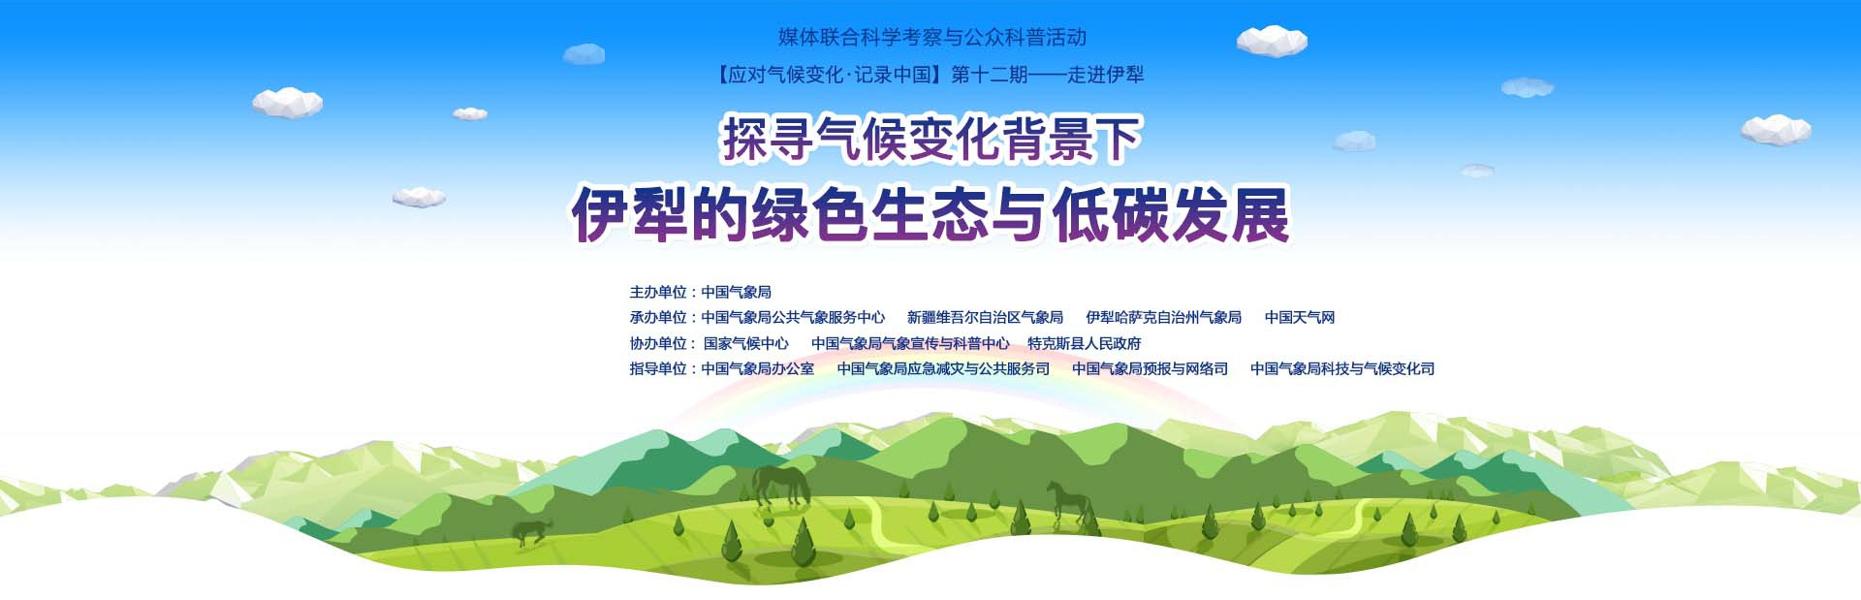 媒体联合科学考察与公众科普活动
【应对气候变化·记录中国】第十二期——走进伊犁
探寻气候变化背景下
伊犁的绿色生态与低碳发展
主办单位：中国气象局
承办单位：中国气象局公共气象服务中心 新疆维吾尔自治区气象局 伊犁哈萨克自治州气象局 中国天气网
协办单位： 国家气候中心 中国气象局气象宣传与科普中心 特克斯县人民政府
指导单位：中国气象局办公室 中国气象局应急减灾与公共服务司 中国气象局预报与网络司 中国气象局科技与气候变化司